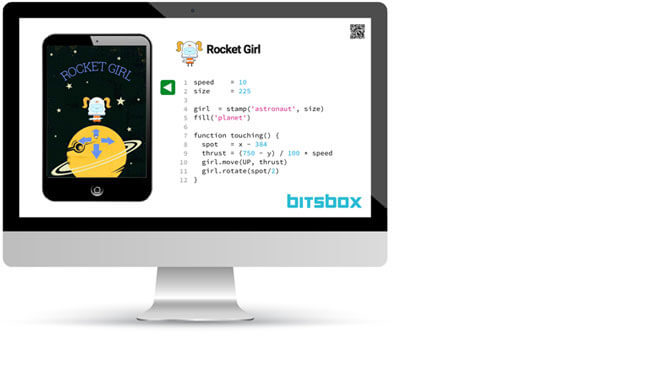 ROCKET GIRL
Rocket Girl
1 speed = 10
2 size = 225
3
4 girl = stamp('astronaut', size)
5 fill('planet')
6
7 function touching() {
8 spot = x - 384
9 thrust = (750 - y) / 100 * speed
10 girl.move(UP, thrust)
11 girl.rotate(spot/2)
12 }
bitsbox